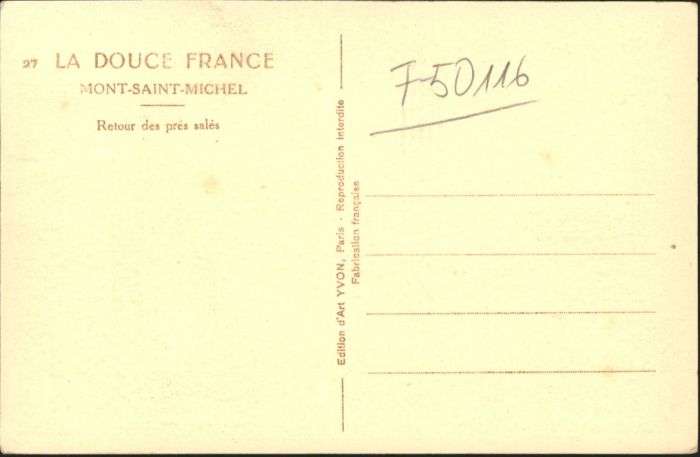 27 LA DOUCE FRANCE
MONT-SAINT-MICHEL
Retour des prés salés
Edition d'Art YVON, Paris - Reproduction interdite
Fabrication française
7-50116